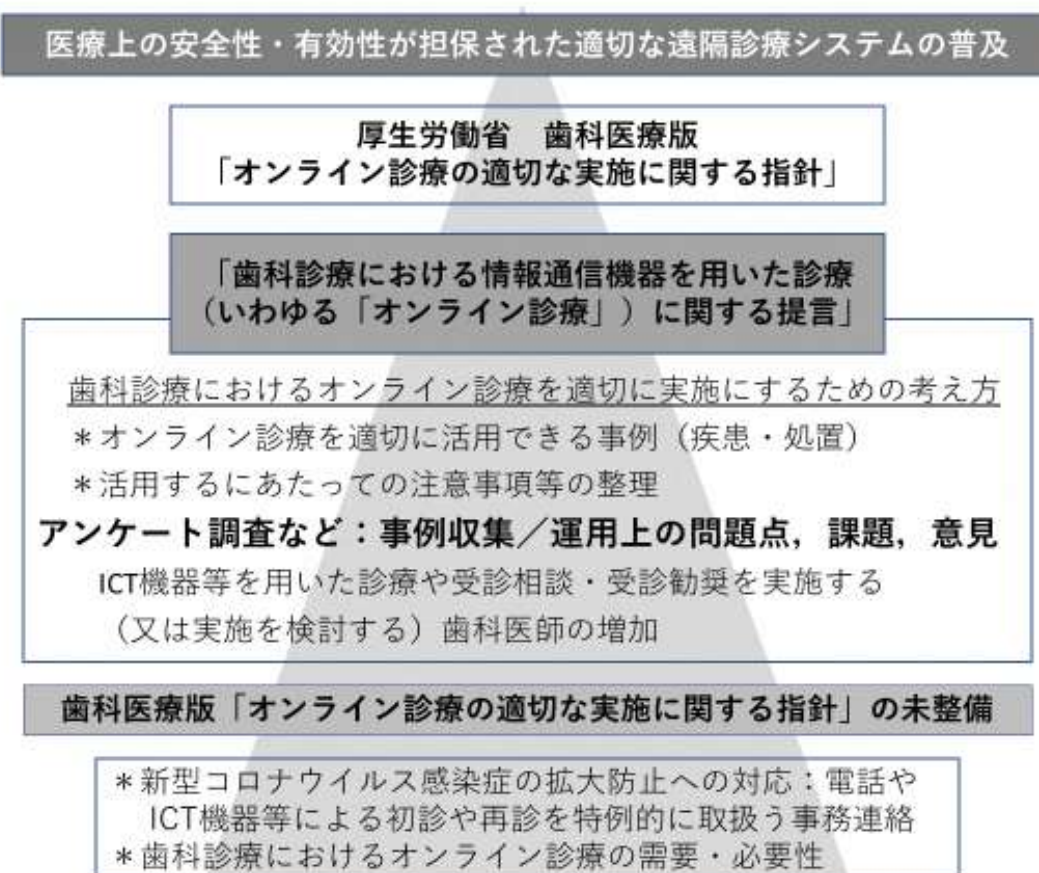 医療上の安全性・有効性が担保された適切な遠隔診療システムの普及
厚生労働省　歯科医療版
「オンライン診療の適切な実施に関する指針」
「歯科診療における情報通信機器を用いた診療
（いわゆる「オンライン診療」）に関する提言」
歯科診療におけるオンライン診療を適切に実施にするための考え方
＊オンライン診療を適切に活用できる事例（疾患・処置）
＊活用するにあたっての注意事項等の整理
アンケート調査など：事例収集／運用上の問題点，課題，意見
ICT機器等を用いた診療や受診相談・受診勧奨を実施する
（又は実施を検討する）歯科医師の増加
歯科医療版「オンライン診療の適切な実施に関する指針」の未整備
＊新型コロナウイルス感染症の拡大防止への対応：電話や
ICT機器等による初診や再診を特例的に取扱う事務連絡
＊歯科診療におけるオンライン診療の需要・必要性